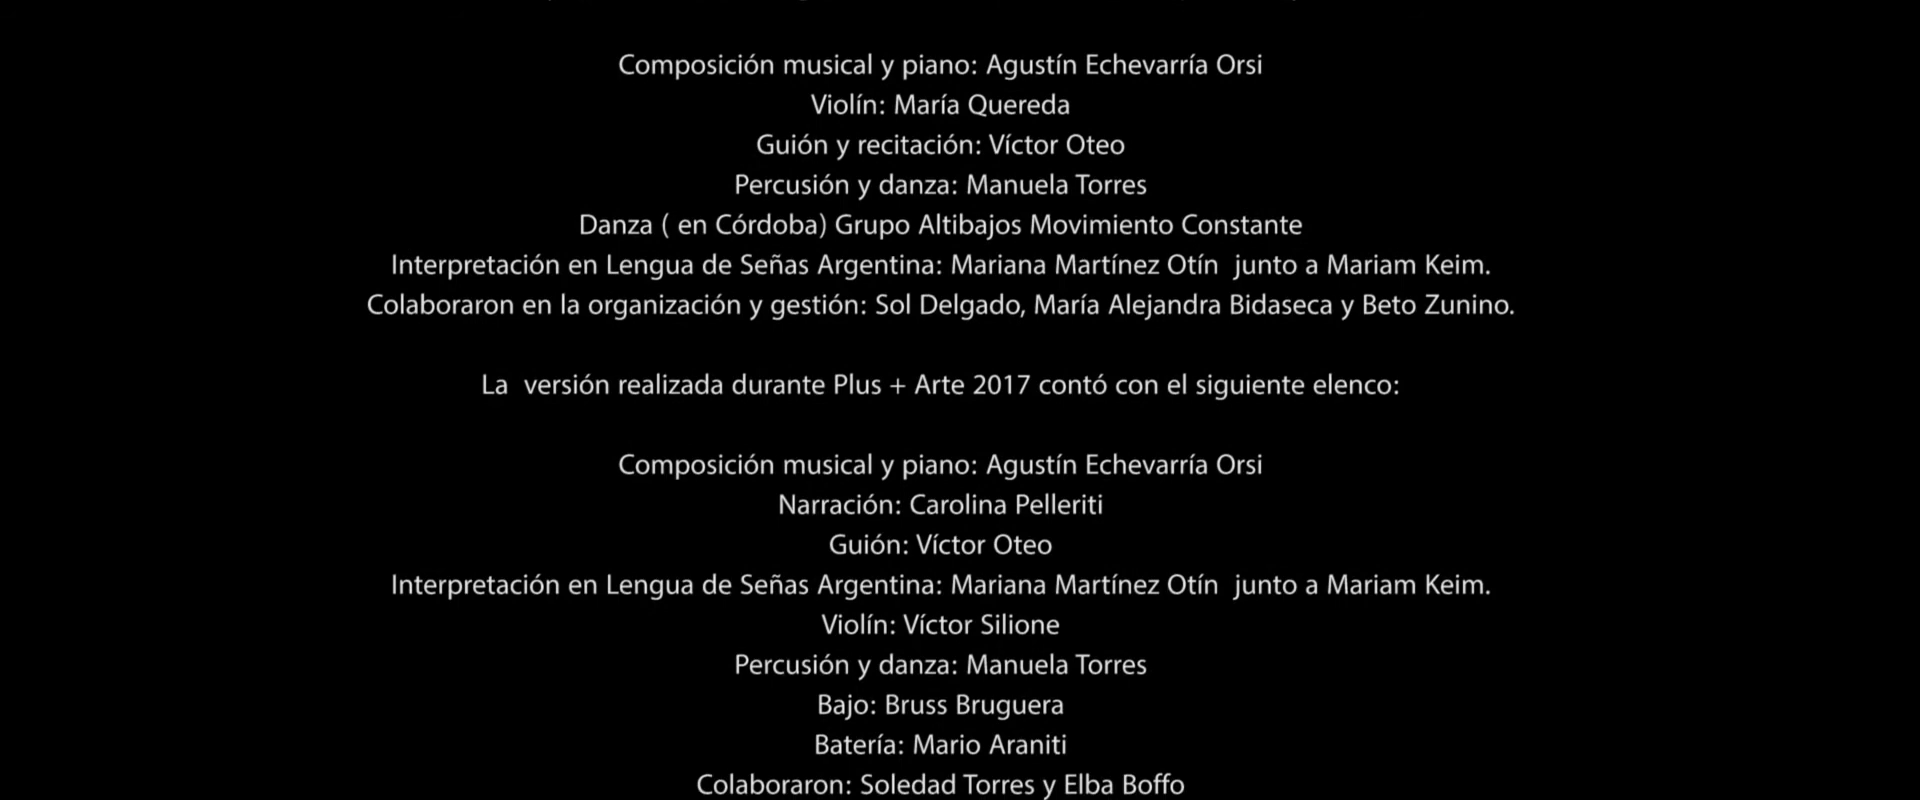 Composición musical y piano: Agustín Echevarría Orsi
Violín: María Quereda
Guión y recitación: Víctor Oteo
Percusión y danza: Manuela Torres
Danza ( en Córdoba) Grupo Altibajos Movimiento Constante
Interpretación en Lengua de Señas Argentina: Mariana Martínez Otín  junto a Mariam Keim.
Colaboraron en la organización y gestión: Sol Delgado, María Alejandra Bidaseca y Beto Zunino.
La  versión realizada durante Plus + Arte 2017 contó con el siguiente elenco:
Composición musical y piano: Agustín Echevarría Orsi
Narración: Carolina Pelleriti
Guión: Víctor Oteo
Interpretación en Lengua de Señas Argentina: Mariana Martínez Otín  junto a Mariam Keim.
Violín: Víctor Silione
Percusión y danza: Manuela Torres
Bajo: Bruss Bruguera
Batería: Mario Araniti
Colaboraron: Soledad Torres y Elba Boffo